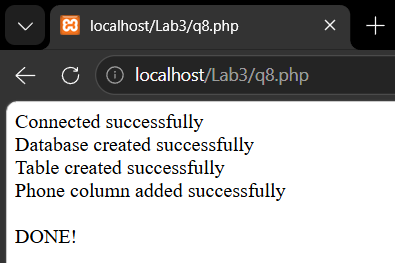 localhost/Lab3/q8.php
localhost/Lab3/q8.php
Connected successfully
Database created successfully
Table created successfully
Phone column added successfully
DONE!